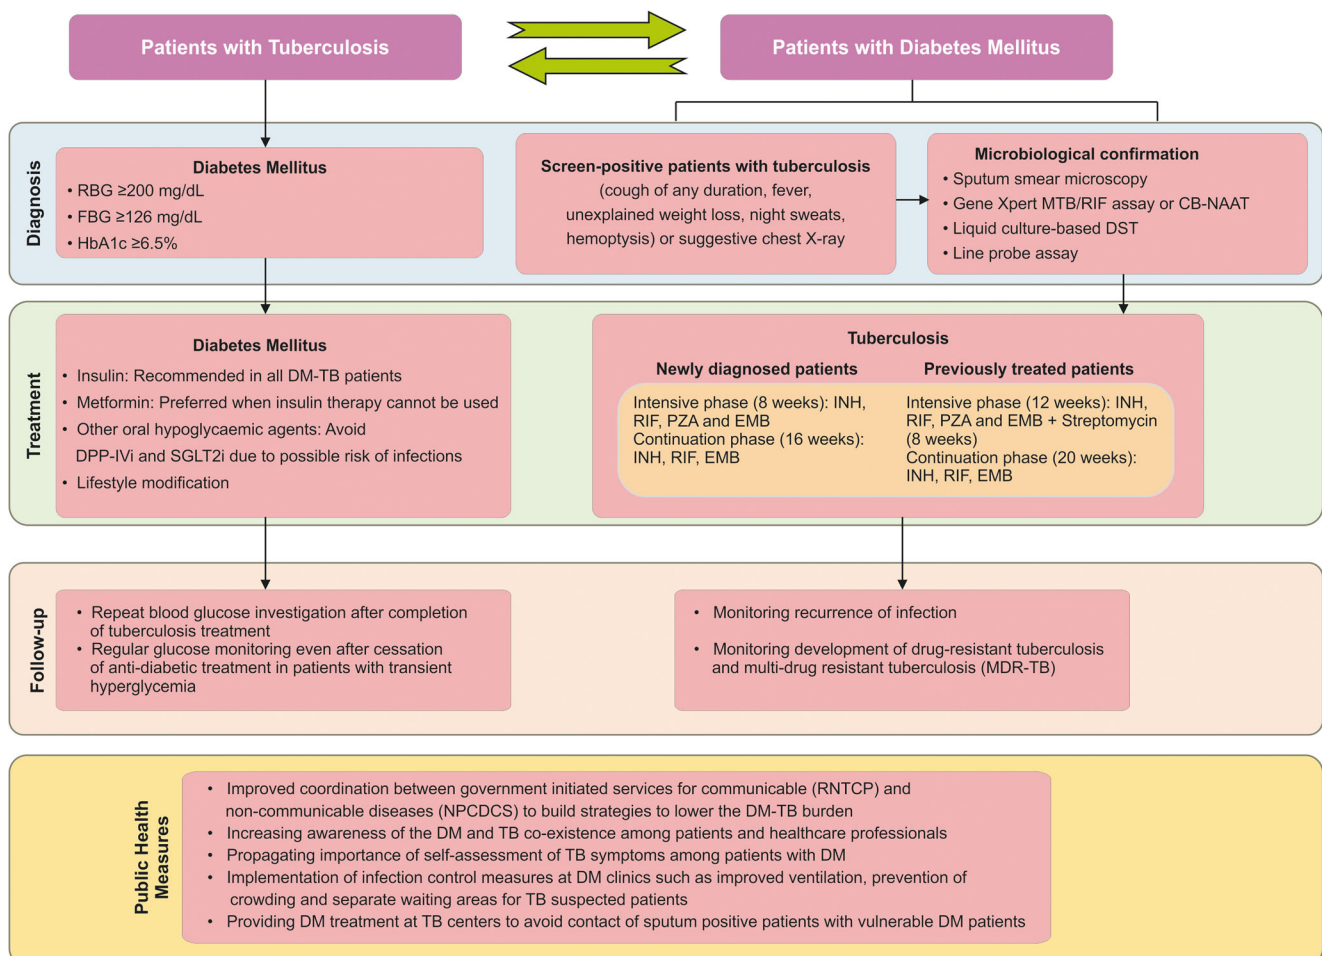 Patients with Tuberculosis
Patients with Diabetes Mellitus
Diagnosis
Diabetes Mellitus
• RBG ≥200 mg/dL
• FBG ≥126 mg/dL
• HbA1c ≥6.5%
Screen-positive patients with tuberculosis
(cough of any duration, fever,
unexplained weight loss, night sweats,
hemoptysis) or suggestive chest X-ray
Microbiological confirmation
• Sputum smear microscopy
• Gene Xpert MTB/RIF assay or CB-NAAT
• Liquid culture-based DST
• Line probe assay
Treatment
Diabetes Mellitus
• Insulin: Recommended in all DM-TB patients
• Metformin: Preferred when insulin therapy cannot be used
• Other oral hypoglycaemic agents: Avoid
DPP-IVi and SGLT2i due to possible risk of infections
• Lifestyle modification
Tuberculosis
Newly diagnosed patients
Intensive phase (8 weeks): INH,
RIF, PZA and EMB
Continuation phase (16 weeks):
INH, RIF, EMB
Previously treated patients
Intensive phase (12 weeks): INH,
RIF, PZA and EMB + Streptomycin
(8 weeks)
Continuation phase (20 weeks):
INH, RIF, EMB
Follow-up
• Repeat blood glucose investigation after completion
of tuberculosis treatment
• Regular glucose monitoring even after cessation
of anti-diabetic treatment in patients with transient
hyperglycemia
• Monitoring recurrence of infection
• Monitoring development of drug-resistant tuberculosis
and multi-drug resistant tuberculosis (MDR-TB)
Public Health
Measures
• Improved coordination between government initiated services for communicable (RNTCP) and
non-communicable diseases (NPCDCS) to build strategies to lower the DM-TB burden
• Increasing awareness of the DM and TB co-existence among patients and healthcare professionals
• Propagating importance of self-assessment of TB symptoms among patients with DM
• Implementation of infection control measures at DM clinics such as improved ventilation, prevention of
crowding and separate waiting areas for TB suspected patients
• Providing DM treatment at TB centers to avoid contact of sputum positive patients with vulnerable DM patients